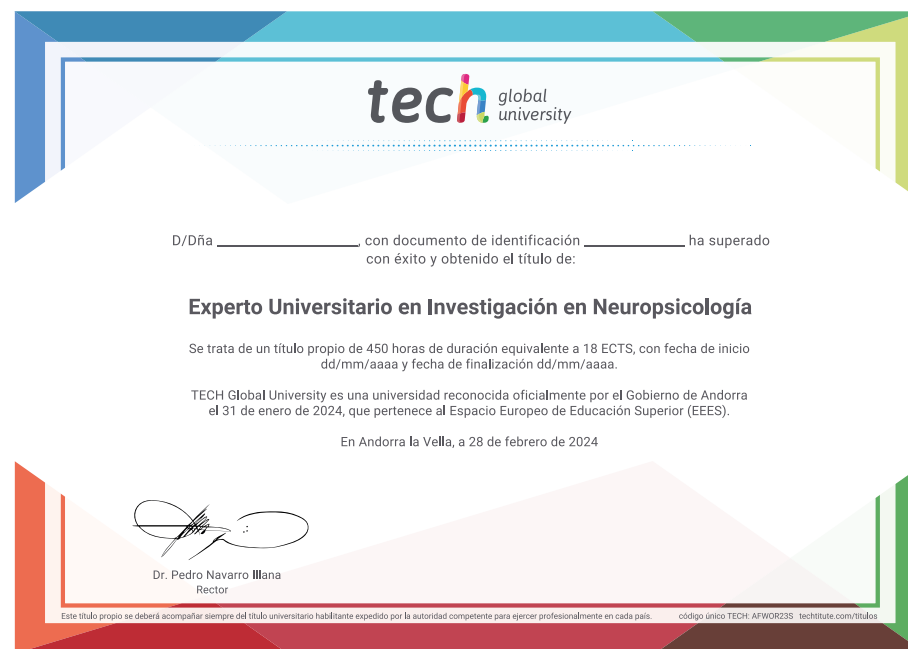 tech global university
D/Dña ____________________, con documento de identificación ______________ ha superado
con éxito y obtenido el título de:
Experto Universitario en Investigación en Neuropsicología
Se trata de un título propio de 450 horas de duración equivalente a 18 ECTS, con fecha de inicio
dd/mm/aaaa y fecha de finalización dd/mm/aaaa.
TECH Global University es una universidad reconocida oficialmente por el Gobierno de Andorra
el 31 de enero de 2024, que pertenece al Espacio Europeo de Educación Superior (EEES).
En Andorra la Vella, a 28 de febrero de 2024
Dr. Pedro Navarro Illana
Rector
Este título propio se deberá acompañar siempre del título universitario habilitante expedido por la autoridad competente para ejercer profesionalmente en cada país. código único TECH: AFWOR23S techtitute.com/titulos